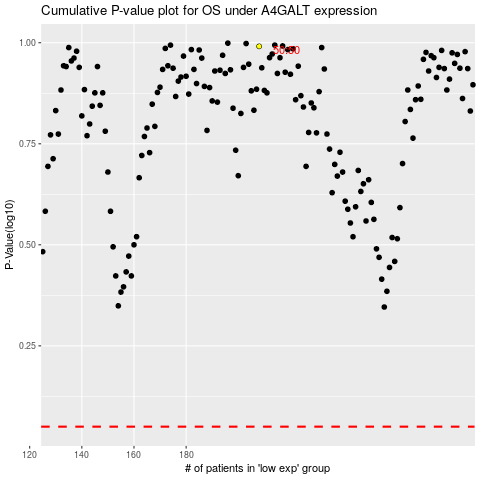 Cumulative P-value plot for OS under A4GALT expression
P-Value(log10)
1.00
0.75
0.50
0.25
120 140 160 180
# of patients in 'low exp' group